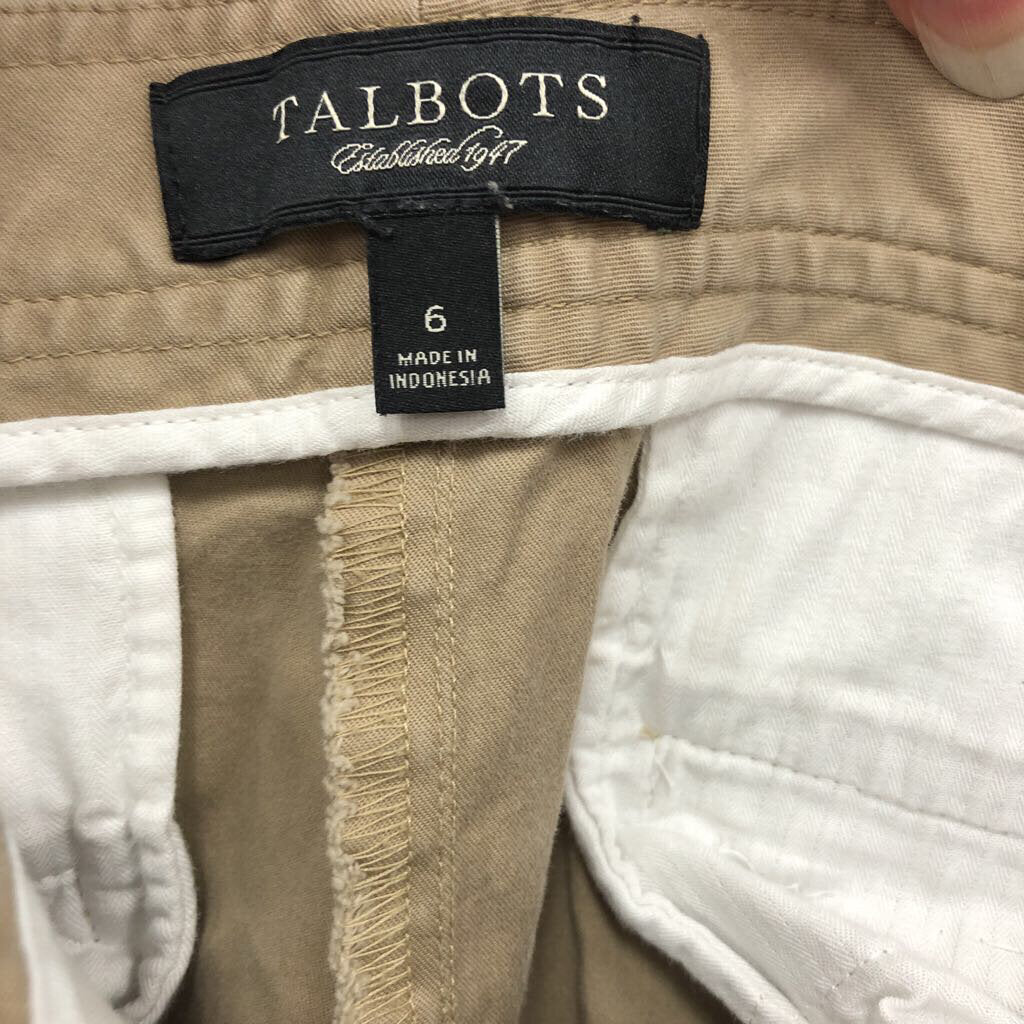 TALBOTS
Established 1947
6
MADE IN
INDONESIA